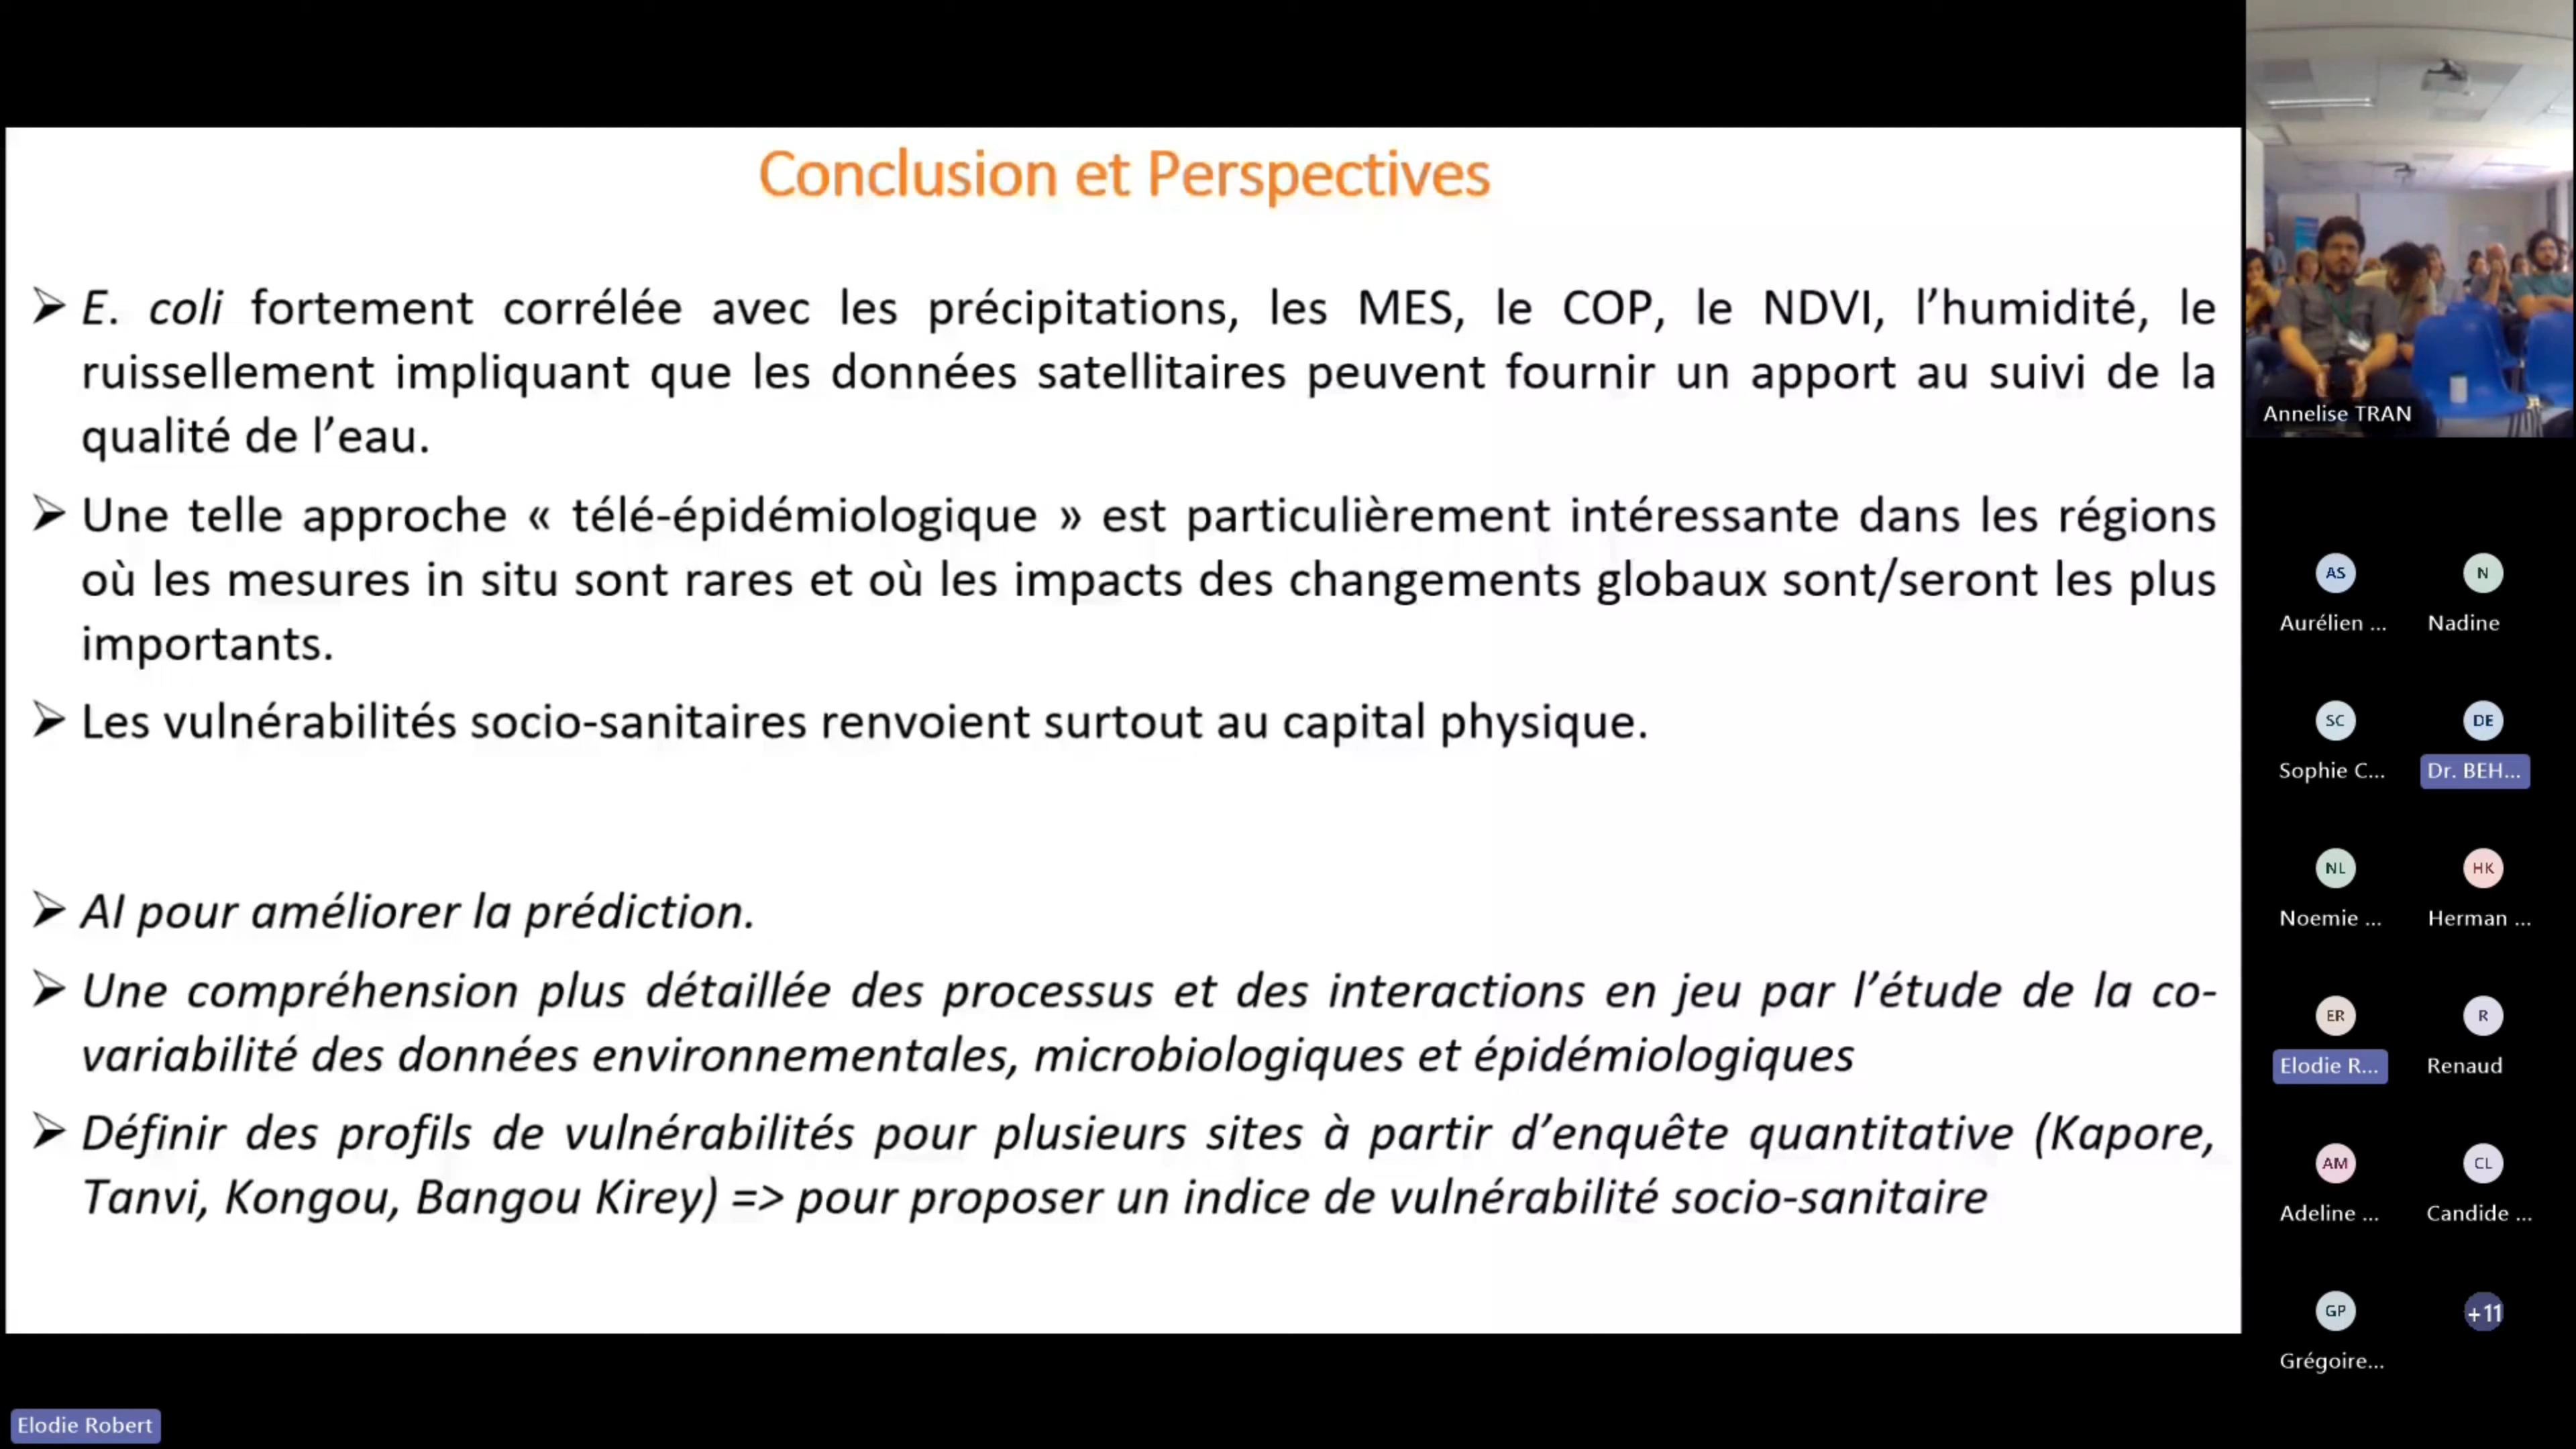 Conclusion et Perspectives
➢ E. coli fortement corrélée avec les précipitations, les MES, le COP, le NDVI, l’humidité, le
ruissellement impliquant que les données satellitaires peuvent fournir un apport au suivi de la
qualité de l’eau.
➢ Une telle approche « télé-épidémiologique » est particulièrement intéressante dans les régions
où les mesures in situ sont rares et où les impacts des changements globaux sont/seront les plus
importants.
➢ Les vulnérabilités socio-sanitaires renvoient surtout au capital physique.
➢ AI pour améliorer la prédiction.
➢ Une compréhension plus détaillée des processus et des interactions en jeu par l’étude de la co-
variabilité des données environnementales, microbiologiques et épidémiologiques
➢ Définir des profils de vulnérabilités pour plusieurs sites à partir d’enquête quantitative (Kapore,
Tanvi, Kongou, Bangou Kirey) => pour proposer un indice de vulnérabilité socio-sanitaire
Elodie Robert
Annelise TRAN
AS N
Aurélien ... Nadine
SC DE
Sophie C... Dr. BEH...
NL HK
Noemie ... Herman ...
ER R
Elodie R... Renaud
AM CL
Adeline ... Candide ...
GP +11
Grégoire...